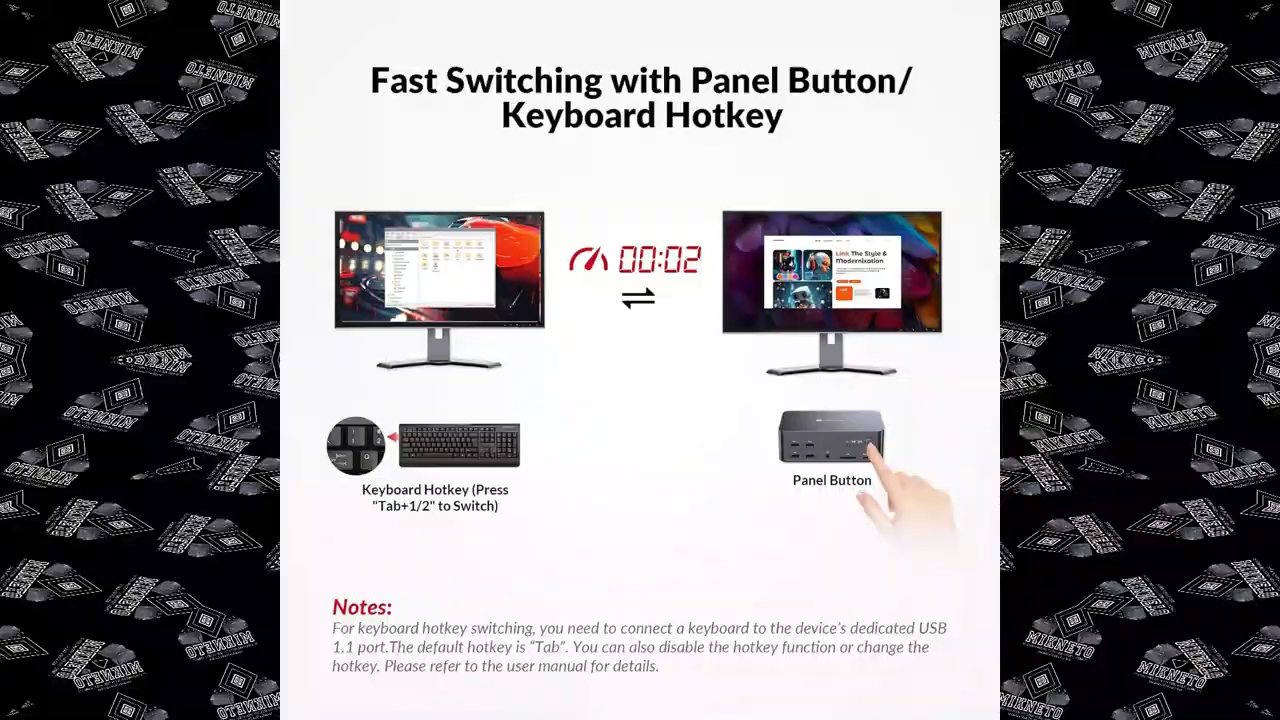 Fast Switching with Panel Button/
Keyboard Hotkey
Link The Style &
Modernixation
00:02
Keyboard Hotkey (Press
"Tab+1/2" to Switch)
Panel Button
Notes:
For keyboard hotkey switching, you need to connect a keyboard to the device's dedicated USB
1.1 port.The default hotkey is “Tab”. You can also disable the hotkey function or change the
hotkey. Please refer to the user manual for details.
MIKNETO